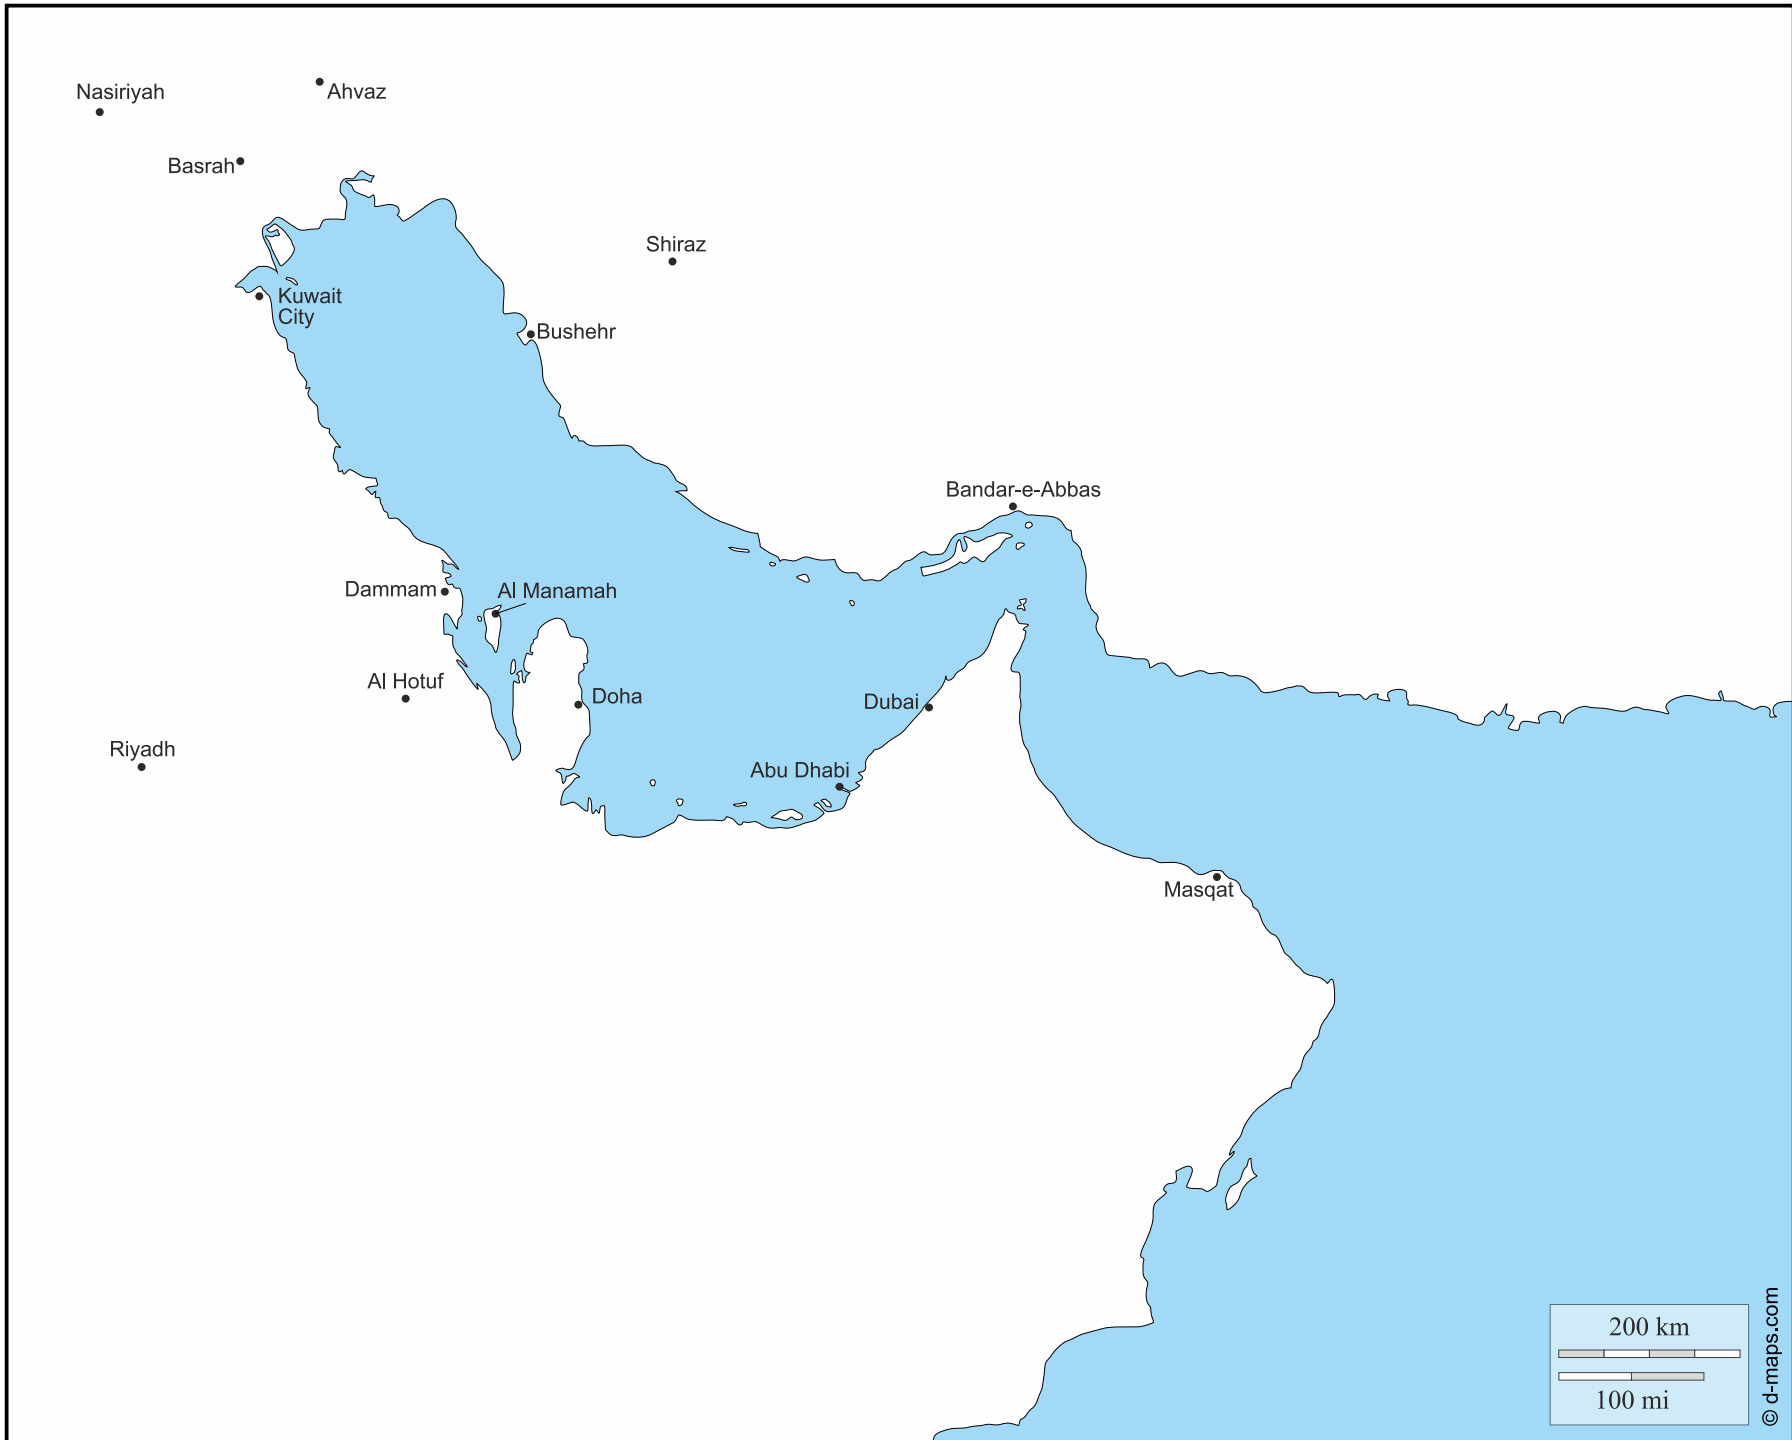 Nasiriyah
Ahvaz
Basrah
Shiraz
Kuwait
City
Bushehr
Bandar-e-Abbas
Dammam
Al Manamah
Al Hotuf
Doha
Dubai
Riyadh
Abu Dhabi
Masqat
200 km
100 mi
© d-maps.com